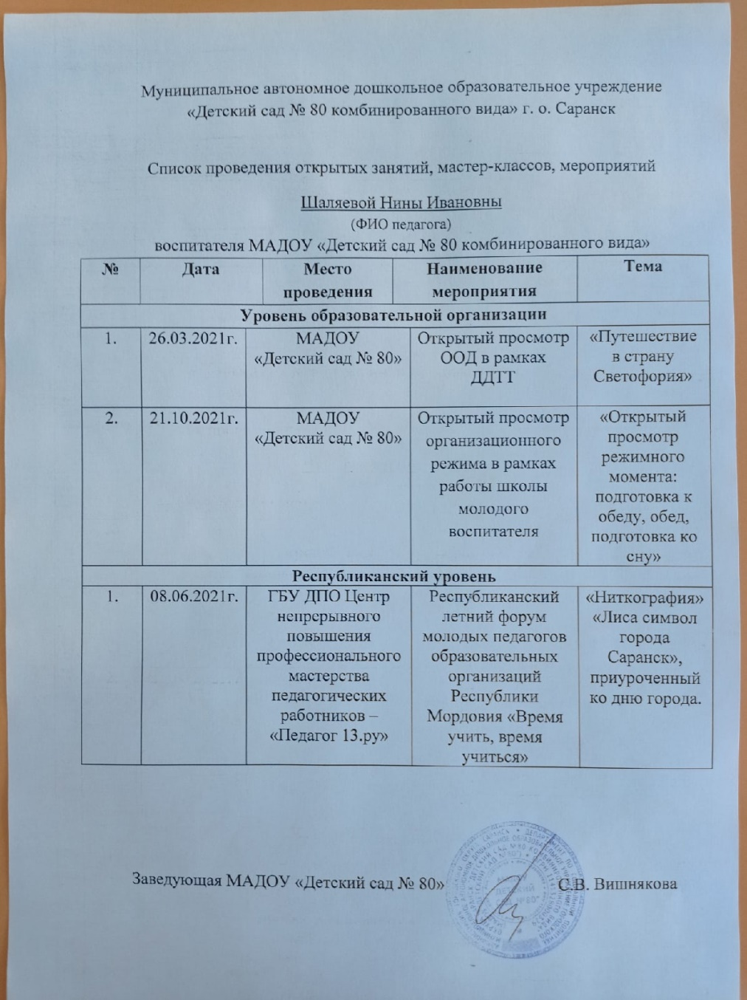 Муниципальное автономное дошкольное образовательное учреждение
«Детский сад № 80 комбинированного вида» г. о. Саранск
Список проведения открытых занятий, мастер-классов, мероприятий
Шаляевой Нины Ивановны
(ФИО педагога)
воспитателя МАДОУ «Детский сад № 80 комбинированного вида»
№
Дата
Место
проведения
Наименование
мероприятия
Тема
Уровень образовательной организации
1.
26.03.2021г.
МАДОУ
«Детский сад № 80»
Открытый просмотр
ООД в рамках
ДДТТ
«Путешествие
в страну
Светофория»
2.
21.10.2021г.
МАДОУ
«Детский сад № 80»
Открытый просмотр
организационного
режима в рамках
работы школы
молодого
воспитателя
«Открытый
просмотр
режимного
момента:
подготовка к
обеду, обед,
подготовка ко
сну»
Республиканский уровень
1.
08.06.2021г.
ГБУ ДПО Центр
непрерывного
повышения
профессионального
мастерства
педагогических
работников –
«Педагог 13.ру»
Республиканский
летний форум
молодых педагогов
образовательных
организаций
Республики
Мордовия «Время
учить, время
учиться»
«Ниткография»
«Лиса символ
города
Саранск»,
приуроченный
ко дню города.
Заведующая МАДОУ «Детский сад № 80»
С.В. Вишнякова